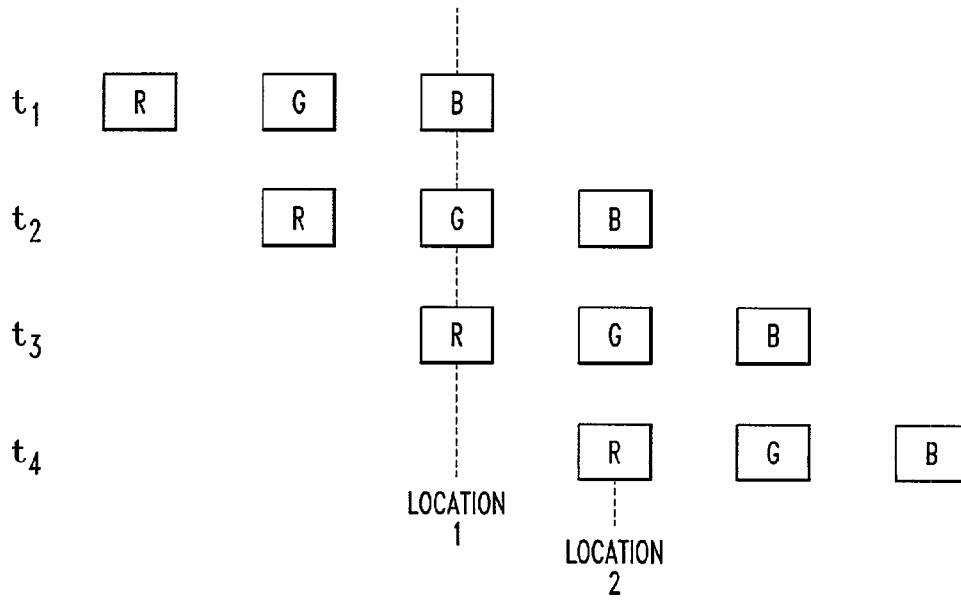 t1 R G B
t2 R G B
t3 R G B
t4 R G B
LOCATION
1
LOCATION
2